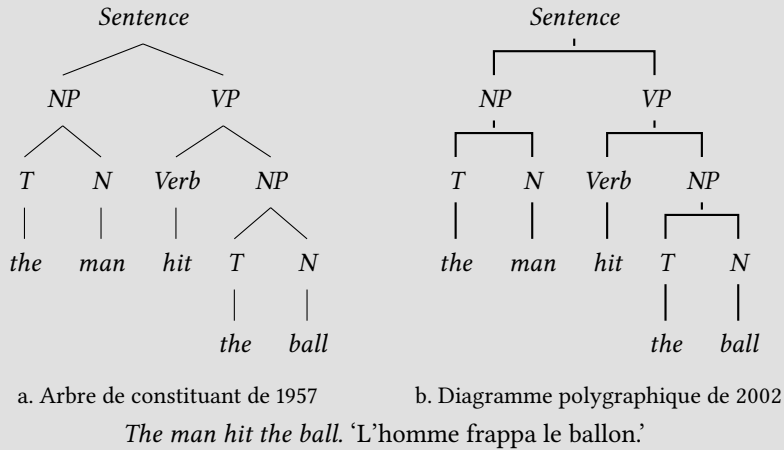 Sentence Sentence
NP VP NP VP
T N Verb NP T N Verb NP
the man hit T N the man hit T N
the ball the ball
a. Arbre de constituant de 1957 b. Diagramme polygraphique de 2002
The man hit the ball. ‘L’homme frappa le ballon.’